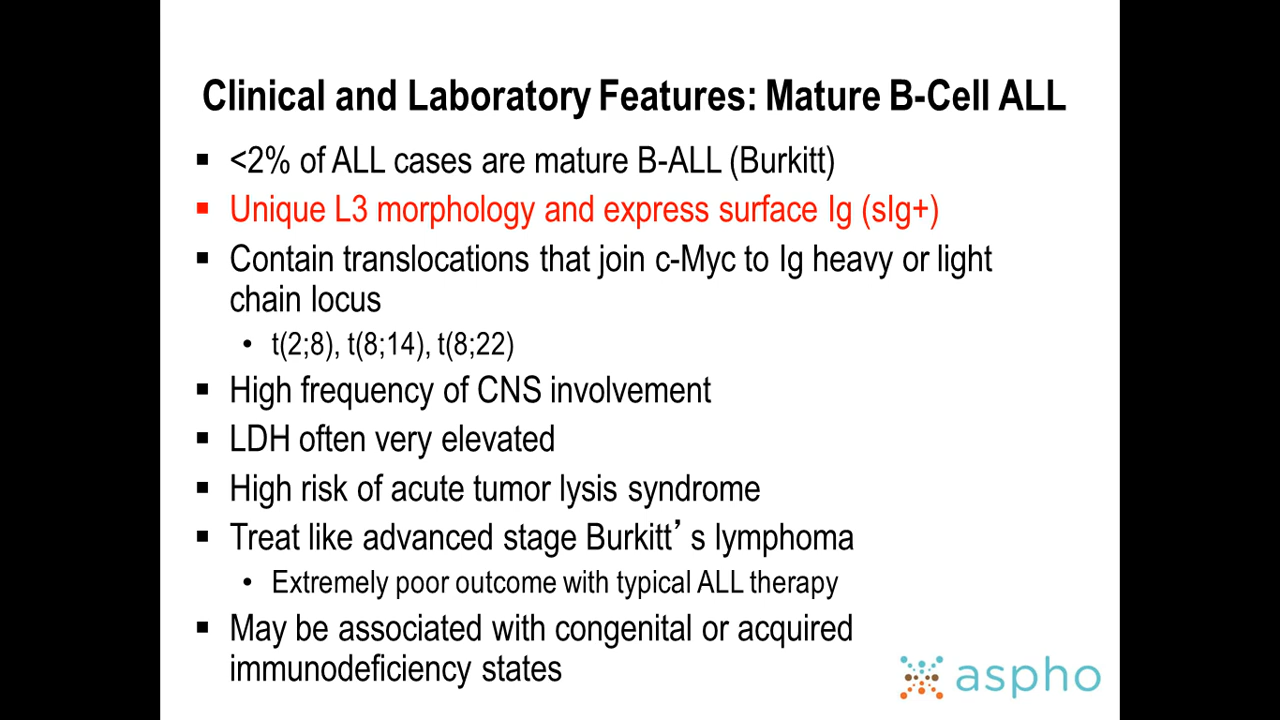 Clinical and Laboratory Features: Mature B-Cell ALL
▪ <2% of ALL cases are mature B-ALL (Burkitt)
▪ Unique L3 morphology and express surface Ig (sIg+)
▪ Contain translocations that join c-Myc to Ig heavy or light
chain locus
• t(2;8), t(8;14), t(8;22)
▪ High frequency of CNS involvement
▪ LDH often very elevated
▪ High risk of acute tumor lysis syndrome
▪ Treat like advanced stage Burkitt’ s lymphoma
• Extremely poor outcome with typical ALL therapy
▪ May be associated with congenital or acquired
immunodeficiency states
aspho